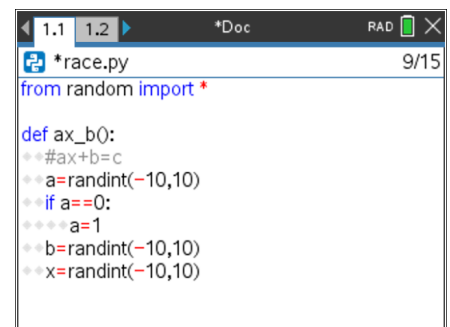 1.1 1.2 *Doc RAD
*race.py 9/15
from random import *
def ax_b():
#ax+b=c
a=randint(-10,10)
if a==0:
a=1
b=randint(-10,10)
x=randint(-10,10)